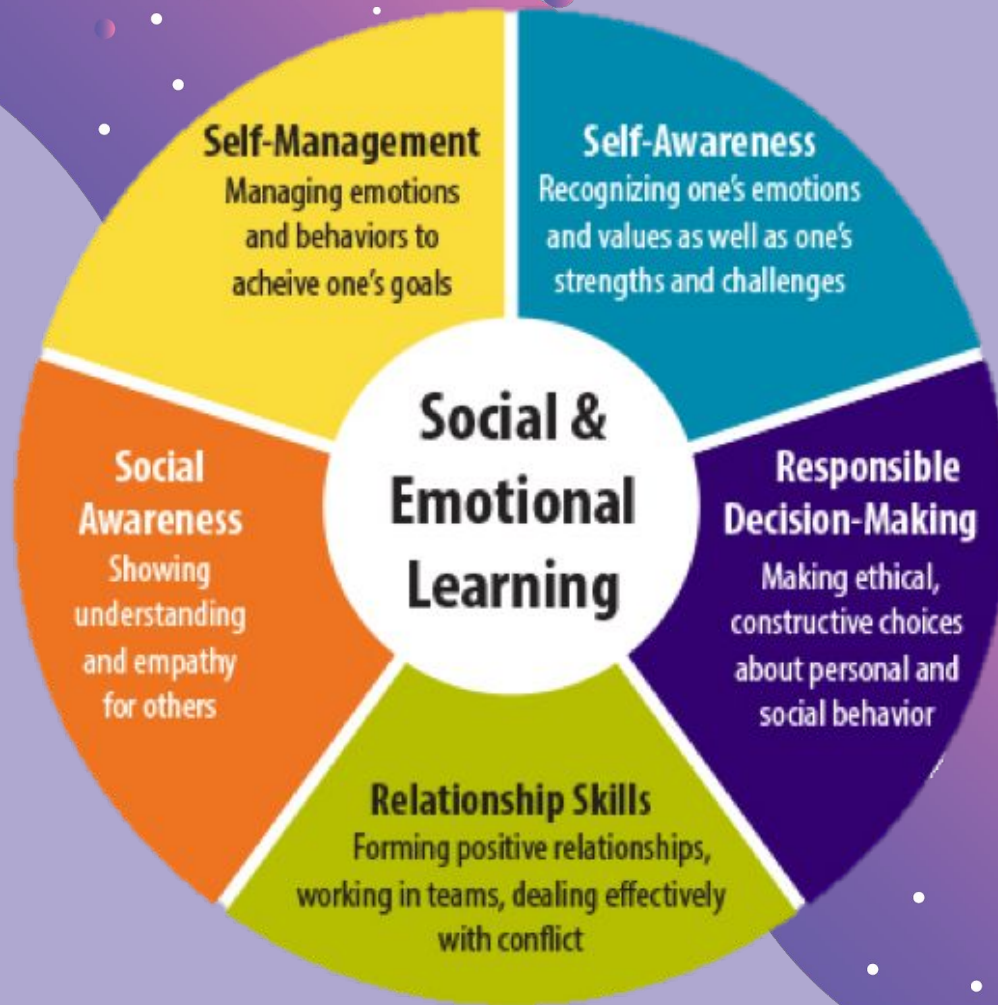 Social &
Emotional
Learning
Self-Management
Managing emotions
and behaviors to
acheive one's goals
Self-Awareness
Recognizing one's emotions
and values as well as one's
strengths and challenges
Social
Awareness
Showing
understanding
and empathy
for others
Responsible
Decision-Making
Making ethical,
constructive choices
about personal and
social behavior
Relationship Skills
Forming positive relationships,
working in teams, dealing effectively
with conflict